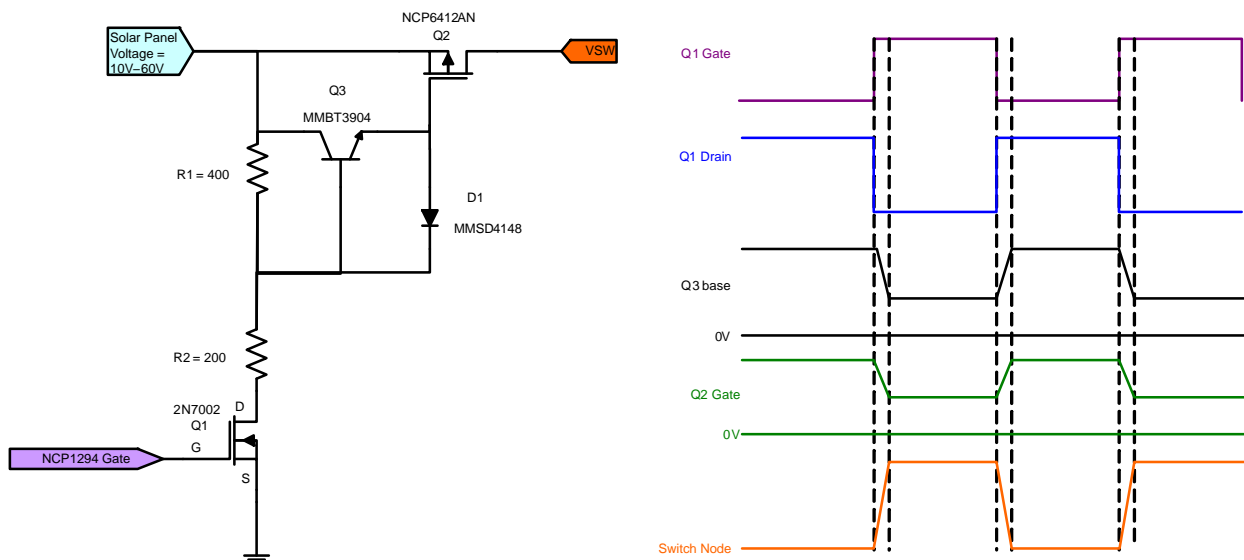 NCP6412AN
Q2
Solar Panel
Voltage =
10V–60V
VSW
Q3
MMBT3904
R1 = 400
D1
MMSD4148
R2 = 200
2N7002
Q1
D
G
S
NCP1294 Gate
Q1 Gate
Q1 Drain
Q3 base
0V
Q2 Gate
0V
Switch Node